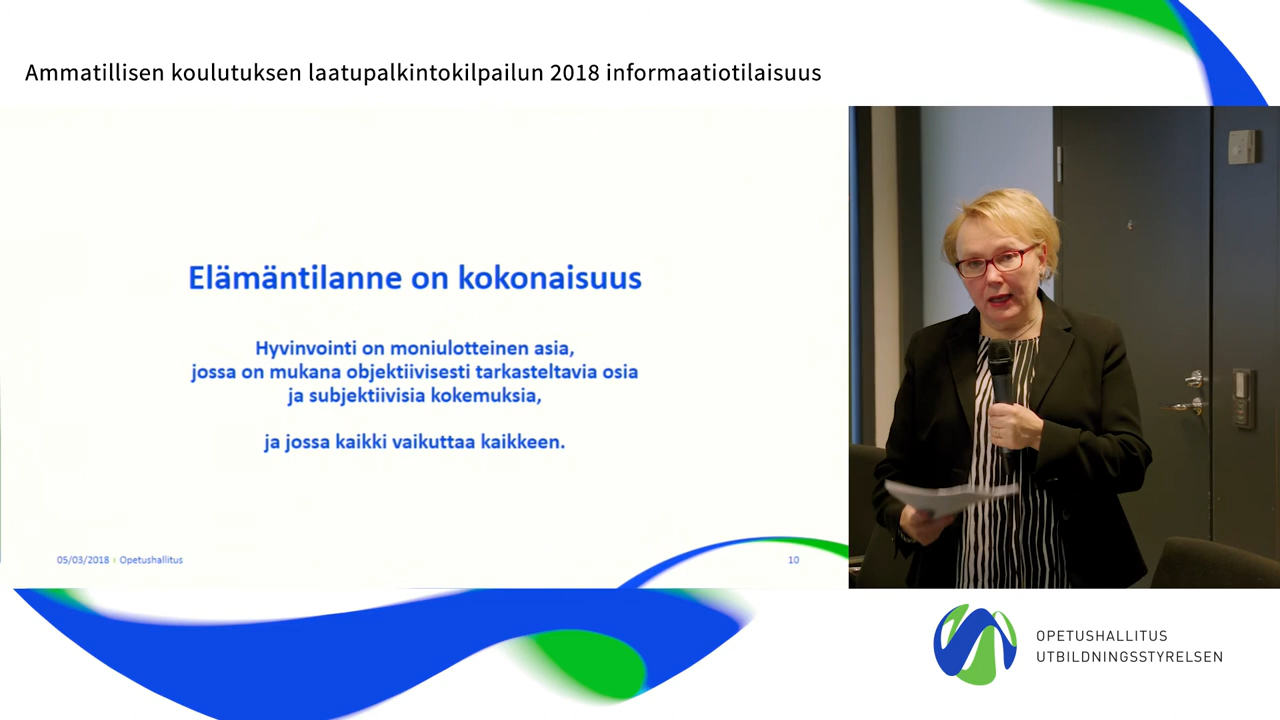 Ammatillisen koulutuksen laatupalkintokilpailun 2018 informaatiotilaisuus
Elämäntilanne on kokonaisuus
Hyvinvointi on moniulotteinen asia,
jossa on mukana objektiivisesti tarkasteltavia osia
ja subjektiivisia kokemuksia,
ja jossa kaikki vaikuttaa kaikkeen.
05/03/2018 I Opetushallitus
10
OPETUSHALLITUS
UTBILDNINGSSTYRELSEN